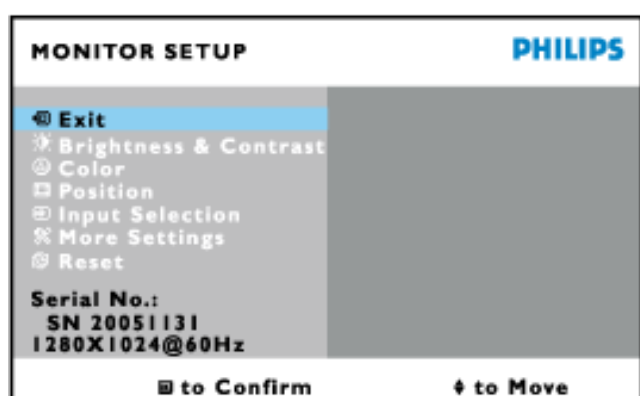 MONITOR SETUP
PHILIPS
Exit
Brightness & Contrast
Color
Position
Input Selection
More Settings
Reset
Serial No.:
SN 20051131
1280X1024@60Hz
to Confirm
to Move